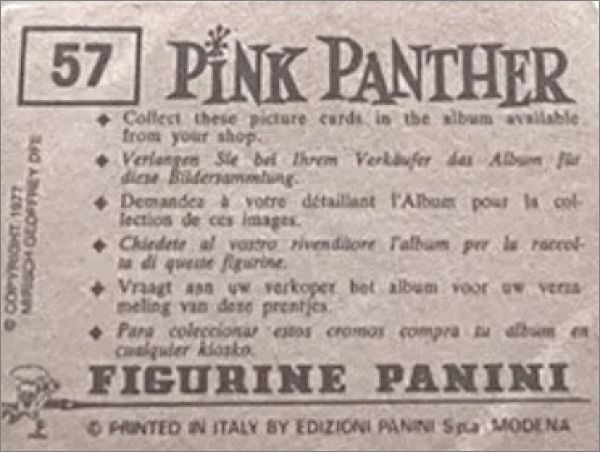 57
PINK PANTHER
Collect these picture cards in the album available
from your shop.
Verlangen Sie bei Ihrem Verkäufer das Album für
diese Bildersammlung.
Demandez à votre détaillant l'Album pour la col-
lection de ces images.
Chiedete al vostro rivenditore l'album per la raccol-
ta di queste figurine.
Vraagt aan uw verkoper het album voor uw verza
meling van deze prentjes.
Para coleccionar estos cromos compra tu album en
cualquier kiosko.
© COPYRIGHT 1977
MIRISCH GEOFFREY DFE
FIGURINE PANINI
© PRINTED IN ITALY BY EDIZIONI PANINI S.p.a. MODENA